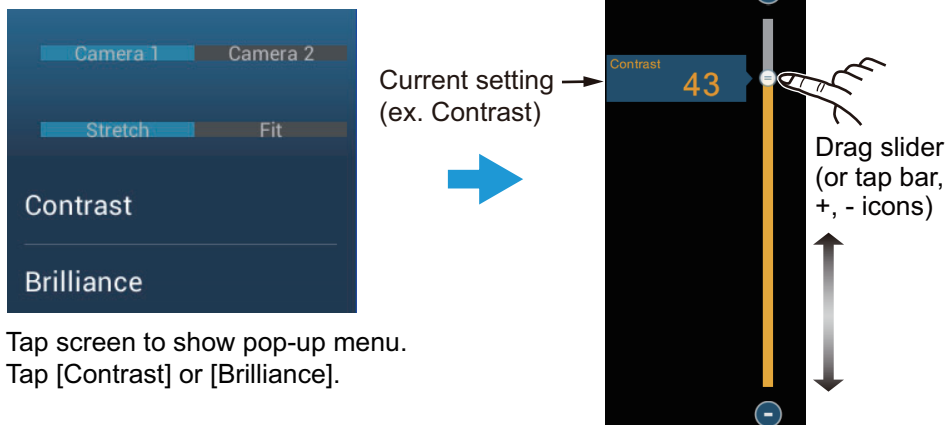 Camera 1 Camera 2
Stretch Fit
Contrast
Brilliance
Tap screen to show pop-up menu.
Tap [Contrast] or [Brilliance].
Current setting
(ex. Contrast)
Contrast
43
=
Drag slider
(or tap bar,
+, - icons)
-